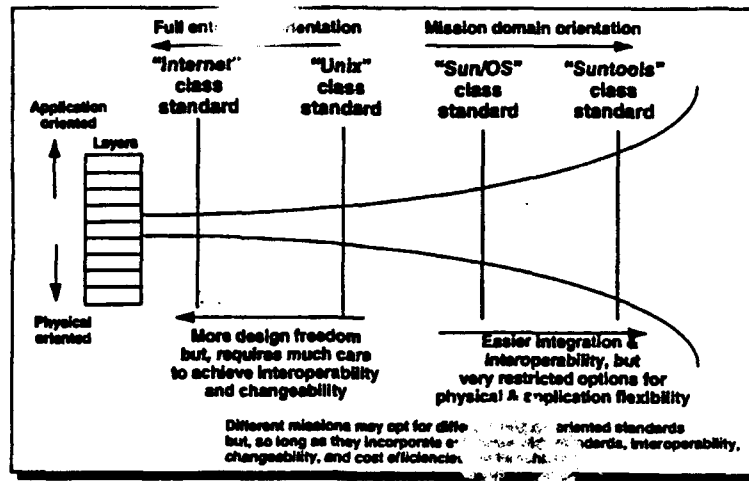 Full entation
Mission domain orientation
"Internet"
class
standard
"Unix"
class
standard
"Sun/OS"
class
standard
"Suntools"
class
standard
Application
oriented
Layers
Physical
oriented
More design freedom
but, requires much care
to achieve interoperability
and changeability
Easier integration &
interoperability, but
very restricted options for
physical & application flexibility
Different missions may opt for oriented standards
but, so long as they incorporate interoperability,
changeability, and cost efficiencies